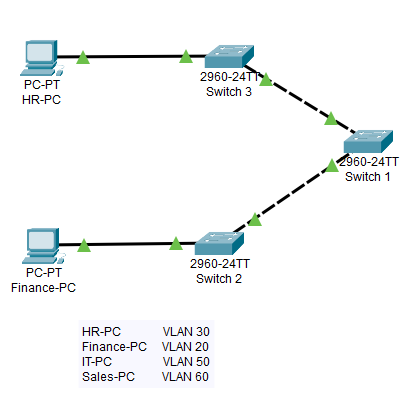 2960-24TT
Switch 3
PC-PT
HR-PC
2960-24TT
Switch 1
2960-24TT
Switch 2
PC-PT
Finance-PC
HR-PC VLAN 30
Finance-PC VLAN 20
IT-PC VLAN 50
Sales-PC VLAN 60